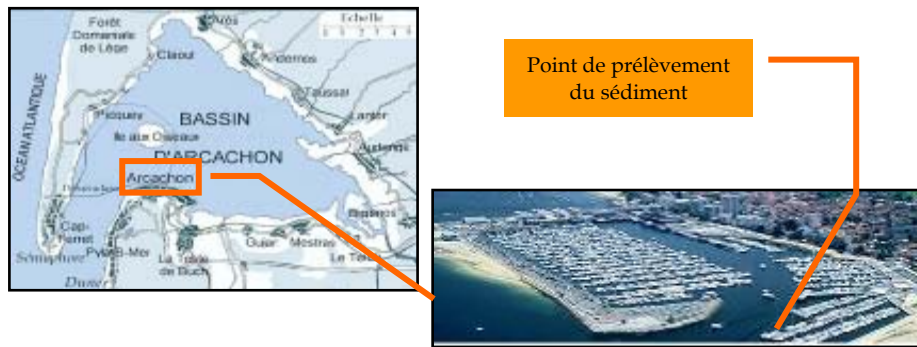 Forêt
Domaniale
de Lège
Arès
Echelle
Claouf
Andernos
Taussat
Lanton
Picquey
BASSIN
Ile aux Oiseaux
D'ARCACHON
Audenge
OCEAN ATLANTIQUE
Arcachon
Cap-
Ferret
Pyla S-Mer
La Teste
de Buch
Gujan
Mestras
Biganos
Le Teich
Sémaphore
Dune
Point de prélèvement
du sédiment